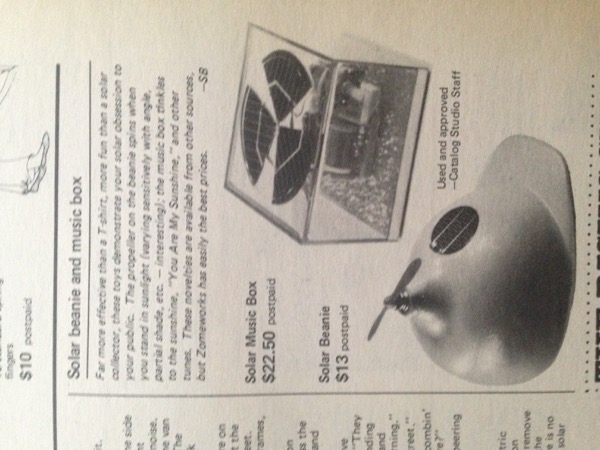 fingers
$10 postpaid
Solar beanie and music box
Far more effective than a T-shirt, more fun than a solar
collector, these toys demonstrate your solar obsession to
your public. The propeller on the beanie spins when
you stand in sunlight (varying sensitively with angle,
partial shade, etc. — interesting); the music box tinkles
to the sunshine, "You Are My Sunshine," and other
tunes. These novelties are available from other sources,
but Zomeworks has easily the best prices. —SB
Solar Music Box
$22.50 postpaid
Solar Beanie
$13 postpaid
Used and approved
—Catalog Studio Staff
it.
side
noise.
van
The
re on
the
eet.
rames,
on
the
and
ve
"They
nding
and
rning."
treet."
combin'
re?"
peering
tric
on
remove
the
e is no
solar